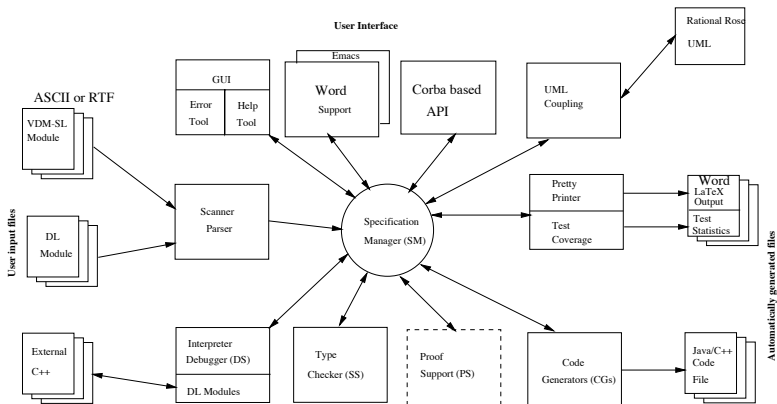 User Interface
Rational Rose
UML
Emacs
GUI
Error
Tool
Help
Tool
Word
Support
Corba based
API
UML
Coupling
ASCII or RTF
VDM-SL
Module
DL
Module
User input files
Scanner
Parser
Specification
Manager (SM)
Pretty
Printer
Test
Coverage
Word
LaTeX
Output
Test
Statistics
Automatically generated files
External
C++
Interpreter
Debugger (DS)
DL Modules
Type
Checker (SS)
Proof
Support (PS)
Code
Generators (CGs)
Java/C++
Code
File